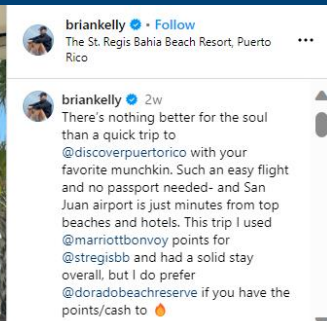 briankelly • Follow
The St. Regis Bahia Beach Resort, Puerto
Rico
briankelly 2w
There's nothing better for the soul
than a quick trip to
@discoverpuertorico with your
favorite munchkin. Such an easy flight
and no passport needed- and San
Juan airport is just minutes from top
beaches and hotels. This trip I used
@marriottbonvoy points for
@stregisbb and had a solid stay
overall, but I do prefer
@doradobeachreserve if you have the
points/cash to 🔥